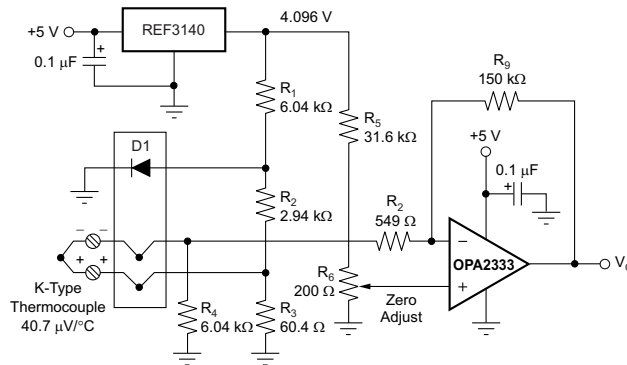 +5 V
REF3140
4.096 V
+
0.1 µF
R1
6.04 kΩ
R5
31.6 kΩ
R9
150 kΩ
+5 V
0.1 µF
+
D1
R2
2.94 kΩ
R2
549 Ω
− −
+ +
K-Type
Thermocouple
40.7 µV/°C
R4
6.04 kΩ
R3
60.4 Ω
R6
200 Ω
Zero
Adjust
−
OPA2333
+